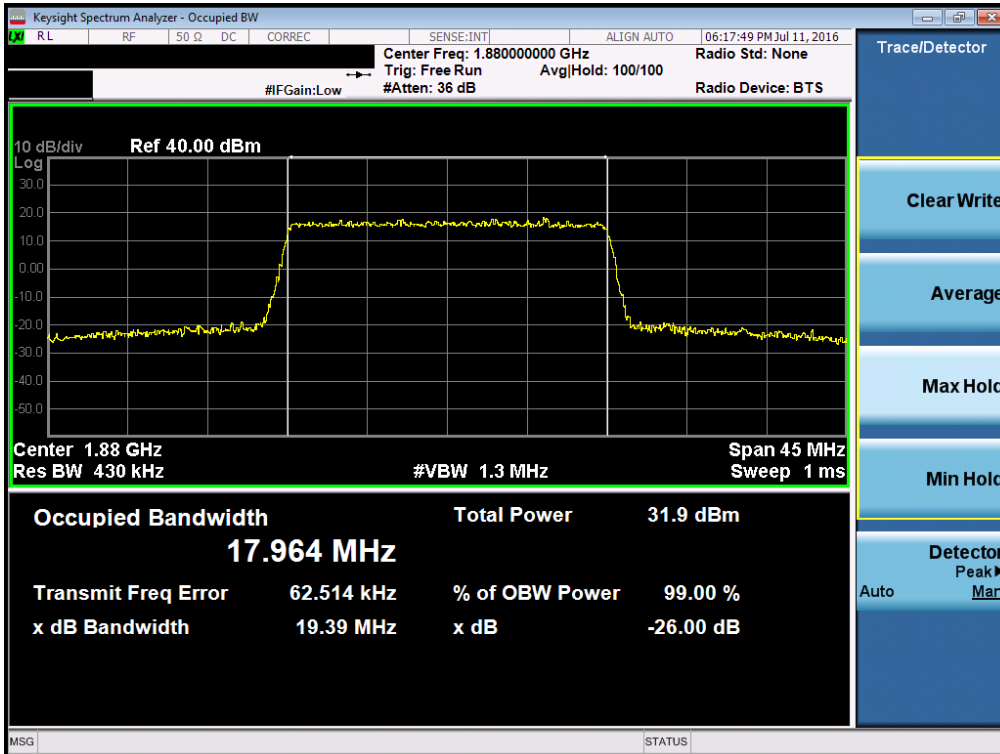 Keysight Spectrum Analyzer - Occupied BW
LXI RL RF 50 Ω DC CORREC SENSE:INT ALIGN AUTO 06:17:49 PM Jul 11, 2016
Center Freq: 1.880000000 GHz Radio Std: None
Trig: Free Run Avg|Hold: 100/100
#IFGain:Low #Atten: 36 dB Radio Device: BTS
Trace/Detector
10 dB/div Ref 40.00 dBm
Log
30.0
20.0
10.0
0.00
-10.0
-20.0
-30.0
-40.0
-50.0
Center 1.88 GHz Span 45 MHz
Res BW 430 kHz #VBW 1.3 MHz Sweep 1 ms
Occupied Bandwidth Total Power 31.9 dBm
17.964 MHz
Transmit Freq Error 62.514 kHz % of OBW Power 99.00 %
x dB Bandwidth 19.39 MHz x dB -26.00 dB
Clear Write
Average
Max Hold
Min Hold
Detector
Peak
Auto Man
MSG STATUS